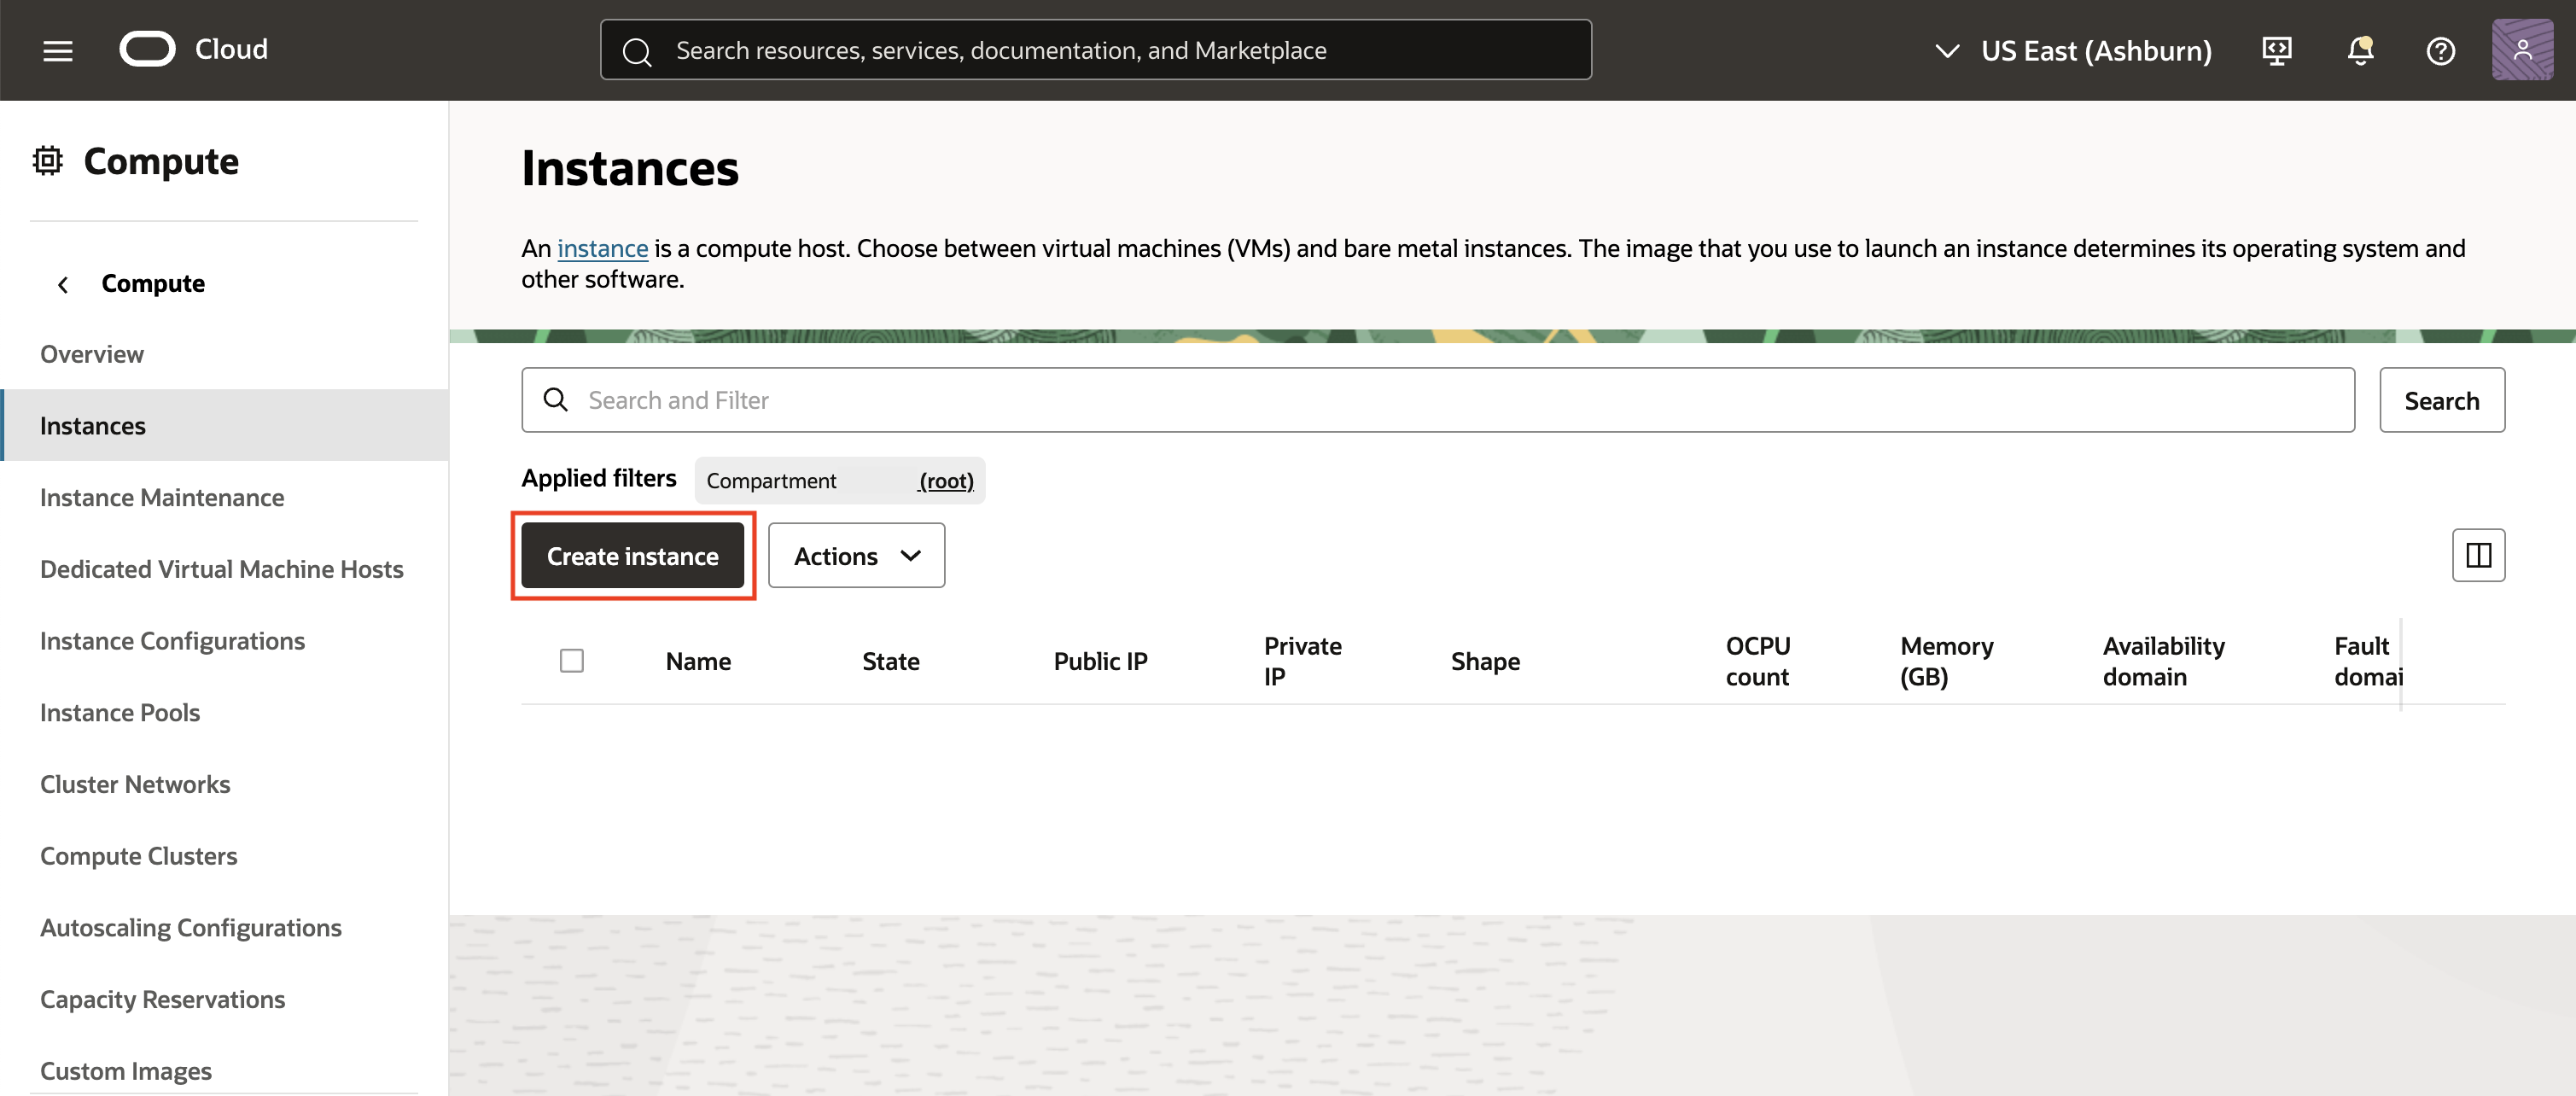 Cloud
Search resources, services, documentation, and Marketplace
US East (Ashburn)
Compute
Compute
Overview
Instances
Instance Maintenance
Dedicated Virtual Machine Hosts
Instance Configurations
Instance Pools
Cluster Networks
Compute Clusters
Autoscaling Configurations
Capacity Reservations
Custom Images
Instances
An instance is a compute host. Choose between virtual machines (VMs) and bare metal instances. The image that you use to launch an instance determines its operating system and
other software.
Search and Filter
Search
Applied filters
Compartment (root)
Create instance
Actions
Name
State
Public IP
Private
IP
Shape
OCPU
count
Memory
(GB)
Availability
domain
Fault
domai